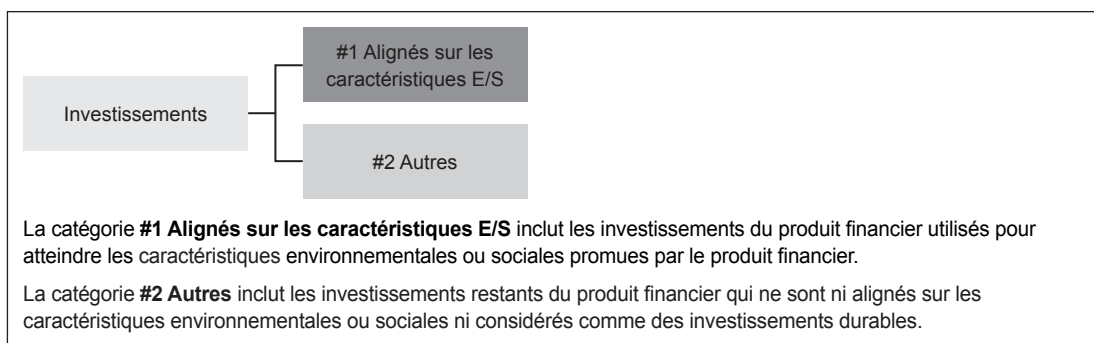 #1 Alignés sur les
caractéristiques E/S
Investissements
#2 Autres
La catégorie #1 Alignés sur les caractéristiques E/S inclut les investissements du produit financier utilisés pour
atteindre les caractéristiques environnementales ou sociales promues par le produit financier.
La catégorie #2 Autres inclut les investissements restants du produit financier qui ne sont ni alignés sur les
caractéristiques environnementales ou sociales ni considérés comme des investissements durables.